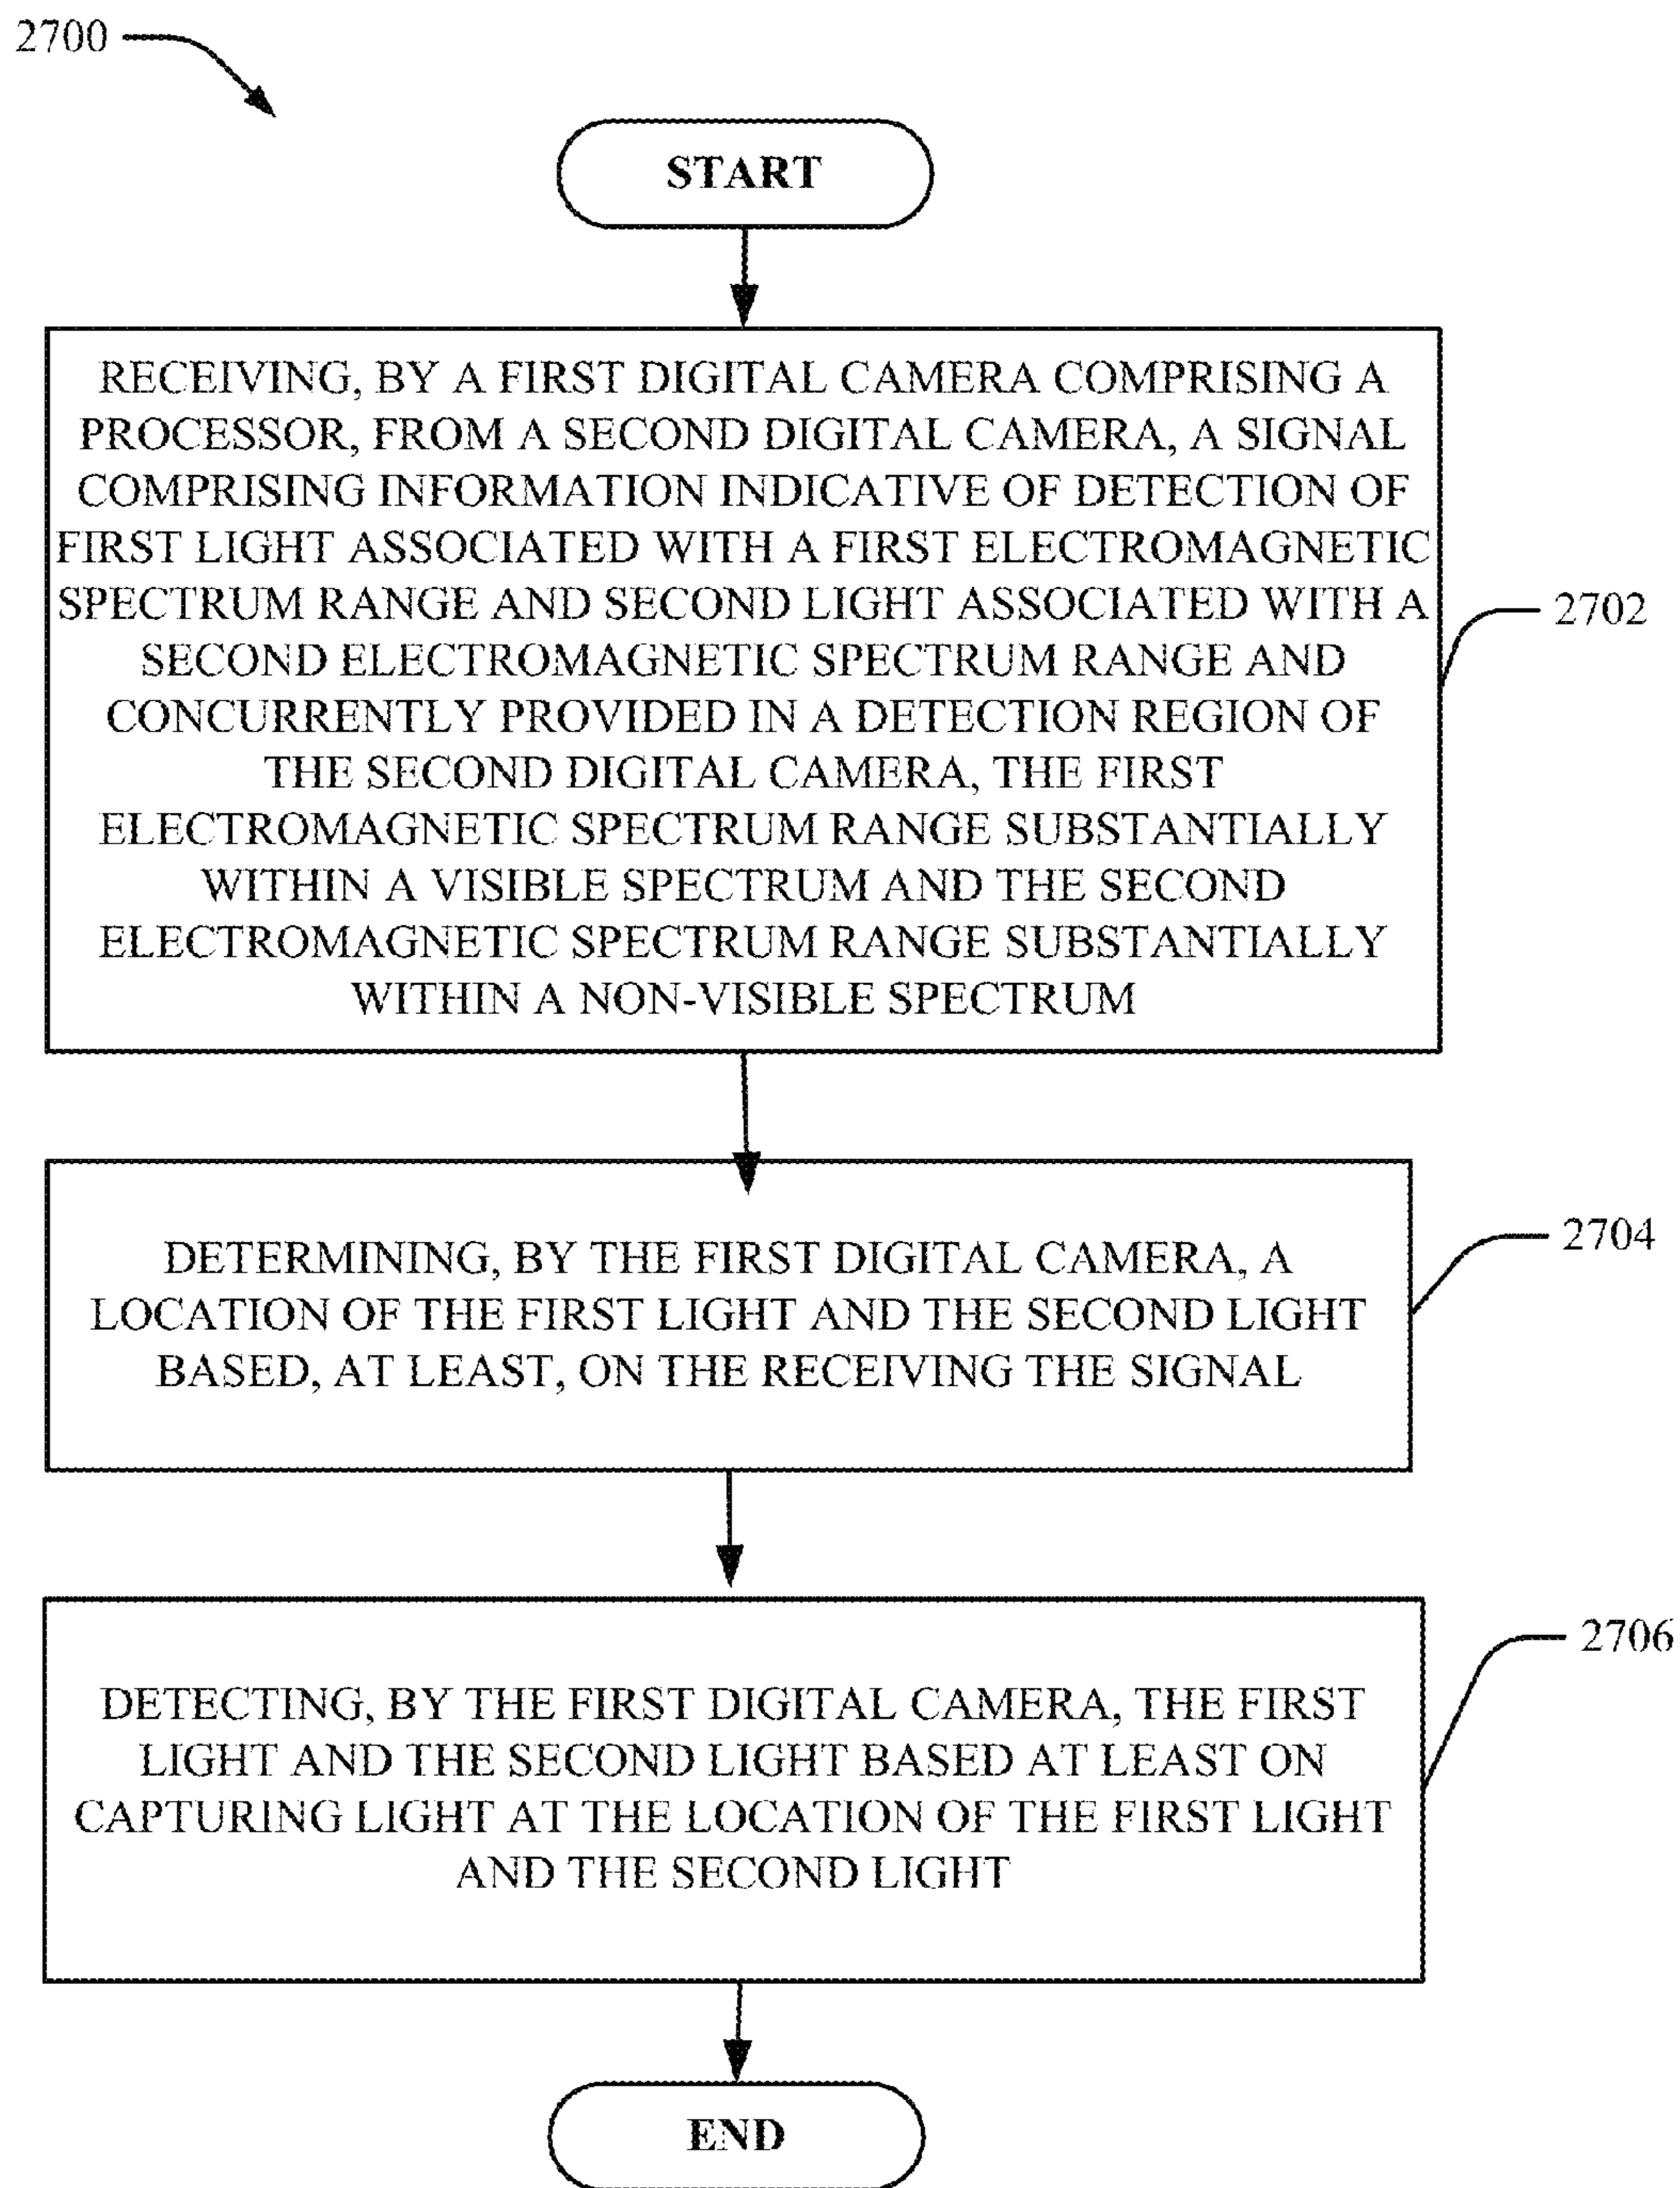 2700
START
RECEIVING, BY A FIRST DIGITAL CAMERA COMPRISING A
PROCESSOR, FROM A SECOND DIGITAL CAMERA, A SIGNAL
COMPRISING INFORMATION INDICATIVE OF DETECTION OF
FIRST LIGHT ASSOCIATED WITH A FIRST ELECTROMAGNETIC
SPECTRUM RANGE AND SECOND LIGHT ASSOCIATED WITH A
SECOND ELECTROMAGNETIC SPECTRUM RANGE AND
CONCURRENTLY PROVIDED IN A DETECTION REGION OF
THE SECOND DIGITAL CAMERA, THE FIRST
ELECTROMAGNETIC SPECTRUM RANGE SUBSTANTIALLY
WITHIN A VISIBLE SPECTRUM AND THE SECOND
ELECTROMAGNETIC SPECTRUM RANGE SUBSTANTIALLY
WITHIN A NON-VISIBLE SPECTRUM
2702
DETERMINING, BY THE FIRST DIGITAL CAMERA, A
LOCATION OF THE FIRST LIGHT AND THE SECOND LIGHT
BASED, AT LEAST, ON THE RECEIVING THE SIGNAL
2704
DETECTING, BY THE FIRST DIGITAL CAMERA, THE FIRST
LIGHT AND THE SECOND LIGHT BASED AT LEAST ON
CAPTURING LIGHT AT THE LOCATION OF THE FIRST LIGHT
AND THE SECOND LIGHT
2706
END